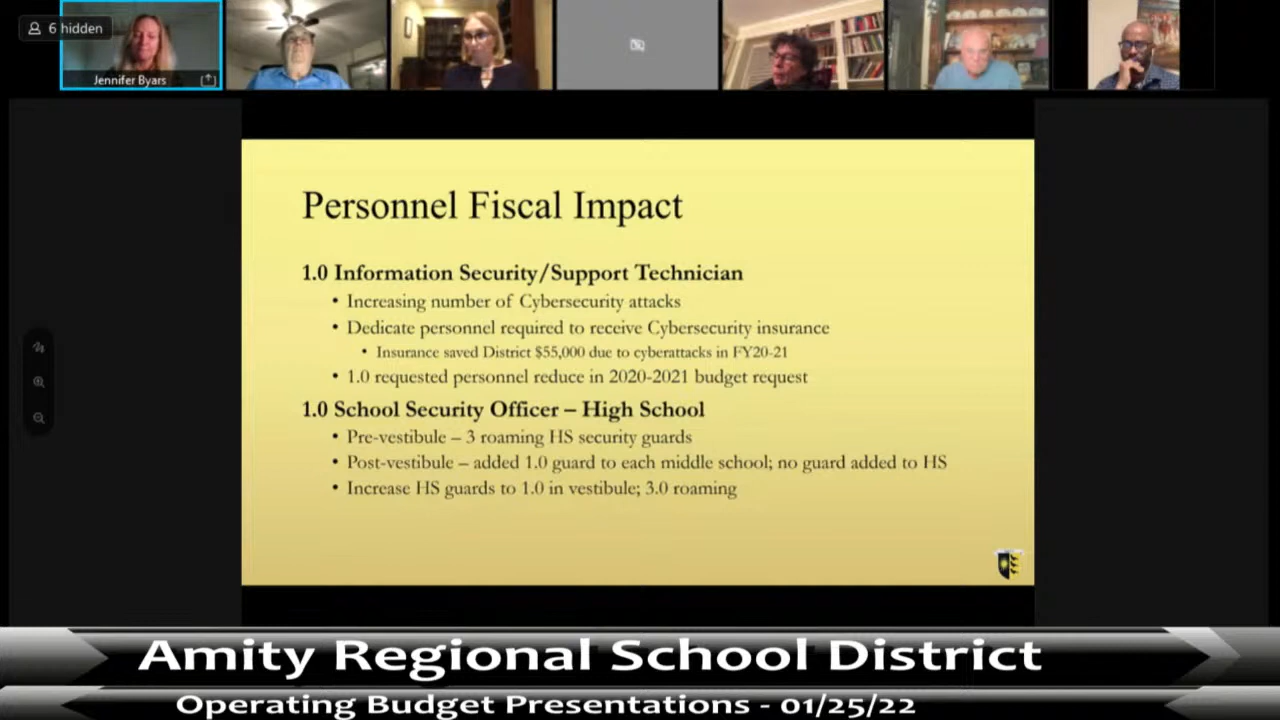 6 hidden
Jennifer Byars
Personnel Fiscal Impact
1.0 Information Security/Support Technician
• Increasing number of Cybersecurity attacks
• Dedicate personnel required to receive Cybersecurity insurance
• Insurance saved District $55,000 due to cyberattacks in FY20-21
• 1.0 requested personnel reduce in 2020-2021 budget request
1.0 School Security Officer – High School
• Pre-vestibule – 3 roaming HS security guards
• Post-vestibule – added 1.0 guard to each middle school; no guard added to HS
• Increase HS guards to 1.0 in vestibule; 3.0 roaming
Amity Regional School District
Operating Budget Presentations - 01/25/22